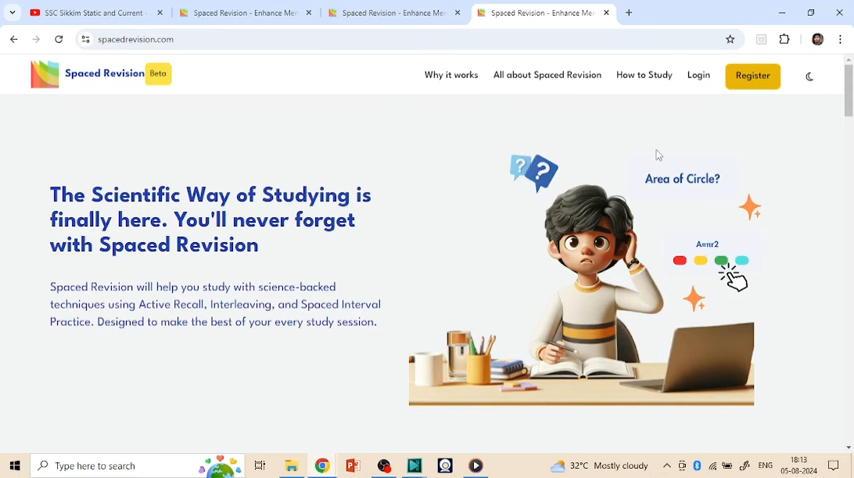 SSC Sikkim Static and Current -
Spaced Revision - Enhance Mer
Spaced Revision - Enhance Mer
Spaced Revision - Enhance Mer
spacedrevision.com
Spaced Revision Beta
Why it works
All about Spaced Revision
How to Study
Login
Register
The Scientific Way of Studying is
finally here. You'll never forget
with Spaced Revision
Spaced Revision will help you study with science-backed
techniques using Active Recall, Interleaving, and Spaced Interval
Practice. Designed to make the best of your every study session.
? ?
Area of Circle?
A=πr2
Type here to search
32°C Mostly cloudy
ENG
18:13
05-08-2024